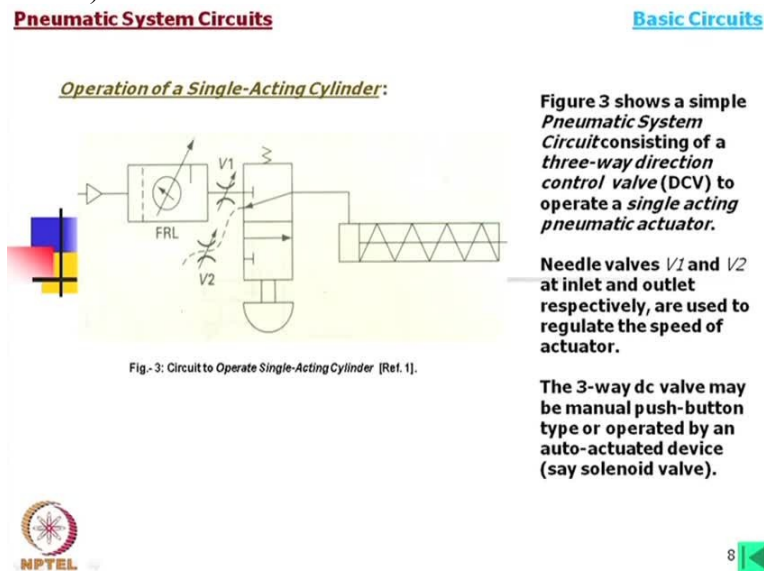 Pneumatic System Circuits
Basic Circuits
Operation of a Single-Acting Cylinder:
V1
FRL
V2
Fig.- 3: Circuit to Operate Single-Acting Cylinder [Ref. 1].
Figure 3 shows a simple
Pneumatic System
Circuitconsisting of a
three-way direction
control valve (DCV) to
operate a single acting
pneumatic actuator.
Needle valves V1 and V2
at inlet and outlet
respectively, are used to
regulate the speed of
actuator.
The 3-way dc valve may
be manual push-button
type or operated by an
auto-actuated device
(say solenoid valve).
NPTEL
8